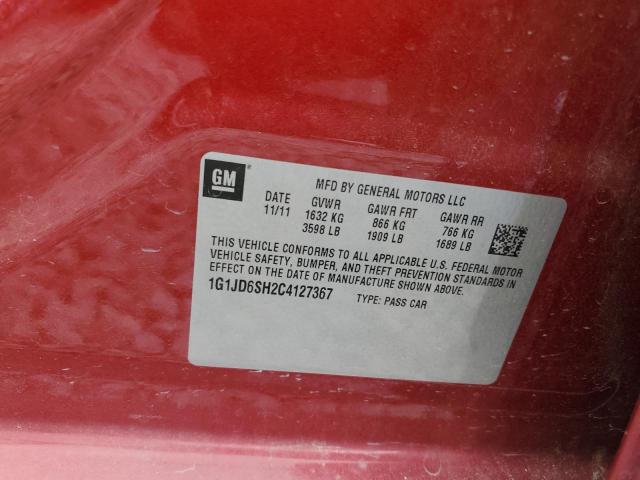 GM
MFD BY GENERAL MOTORS LLC
DATE GVWR GAWR FRT GAWR RR
11/11 1632 KG 866 KG 766 KG
3598 LB 1909 LB 1689 LB
THIS VEHICLE CONFORMS TO ALL APPLICABLE U.S. FEDERAL MOTOR
VEHICLE SAFETY, BUMPER, AND THEFT PREVENTION STANDARDS IN
EFFECT ON THE DATE OF MANUFACTURE SHOWN ABOVE.
1G1JD6SH2C4127367 TYPE: PASS CAR